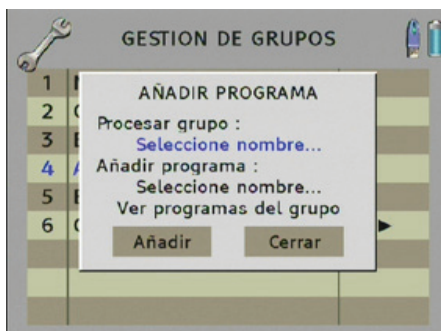 GESTION DE GRUPOS
AÑADIR PROGRAMA
Procesar grupo :
Seleccione nombre...
Añadir programa :
Seleccione nombre...
Ver programas del grupo
Añadir Cerrar
1
2
3
4
5
6